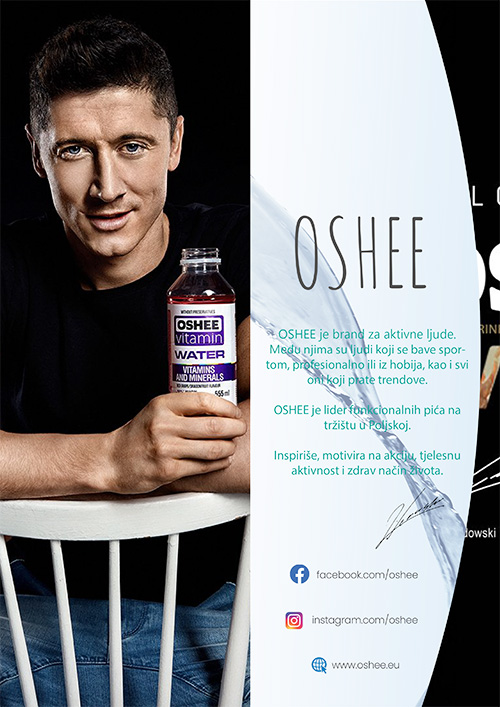 WITHOUT PRESERVATIVES
OSHEE
vitamin
WATER
VITAMINS
AND MINERALS
555 ml
OSHEE
OSHEE je brand za aktivne ljude.
Među njima su ljudi koji se bave spor-
tom, profesionalno ili iz hobija, kao i svi
oni koji prate trendove.
OSHEE je lider funkcionalnih pića na
tržištu u Poljskoj.
Inspiriše, motivira na akciju, tjelesnu
aktivnost i zdrav način života.
dowski
facebook.com/oshee
instagram.com/oshee
www.oshee.eu